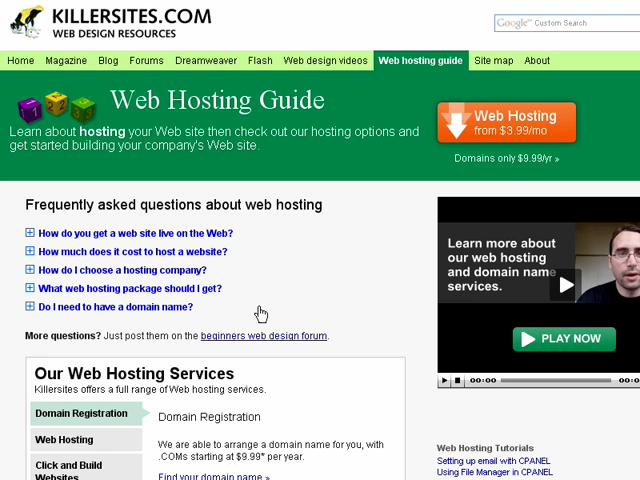 KILLERSITES.COM
WEB DESIGN RESOURCES
Google Custom Search
Home Magazine Blog Forums Dreamweaver Flash Web design videos Web hosting guide Site map About
1 2 2 3 3
Web Hosting Guide
Learn about hosting your Web site then check out our hosting options and
get started building your company's Web site.
Web Hosting
from $3.99/mo
Domains only $9.99/yr »
Frequently asked questions about web hosting
How do you get a web site live on the Web?
How much does it cost to host a website?
How do I choose a hosting company?
What web hosting package should I get?
Do I need to have a domain name?
More questions? Just post them on the beginners web design forum.
Learn more about
our web hosting
and domain name
services.
PLAY NOW
00:00 00:0
Our Web Hosting Services
Killersites offers a full range of Web hosting services.
Domain Registration
Web Hosting
Click and Build
Websites
Domain Registration
We are able to arrange a domain name for you, with
.COMs starting at $9.99* per year.
Find your domain name »
Web Hosting Tutorials
Setting up email with CPANEL
Using File Manager in CPANEL